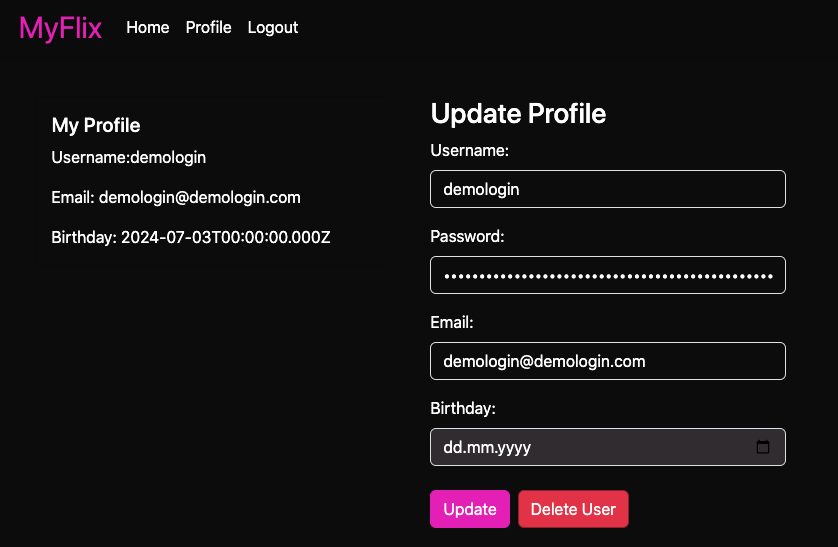 MyFlix Home Profile Logout
My Profile
Username:demologin
Email: demologin@demologin.com
Birthday: 2024-07-03T00:00:00.000Z
Update Profile
Username:
demologin
Password:
Email:
demologin@demologin.com
Birthday:
dd.mm.yyyy
Update Delete User